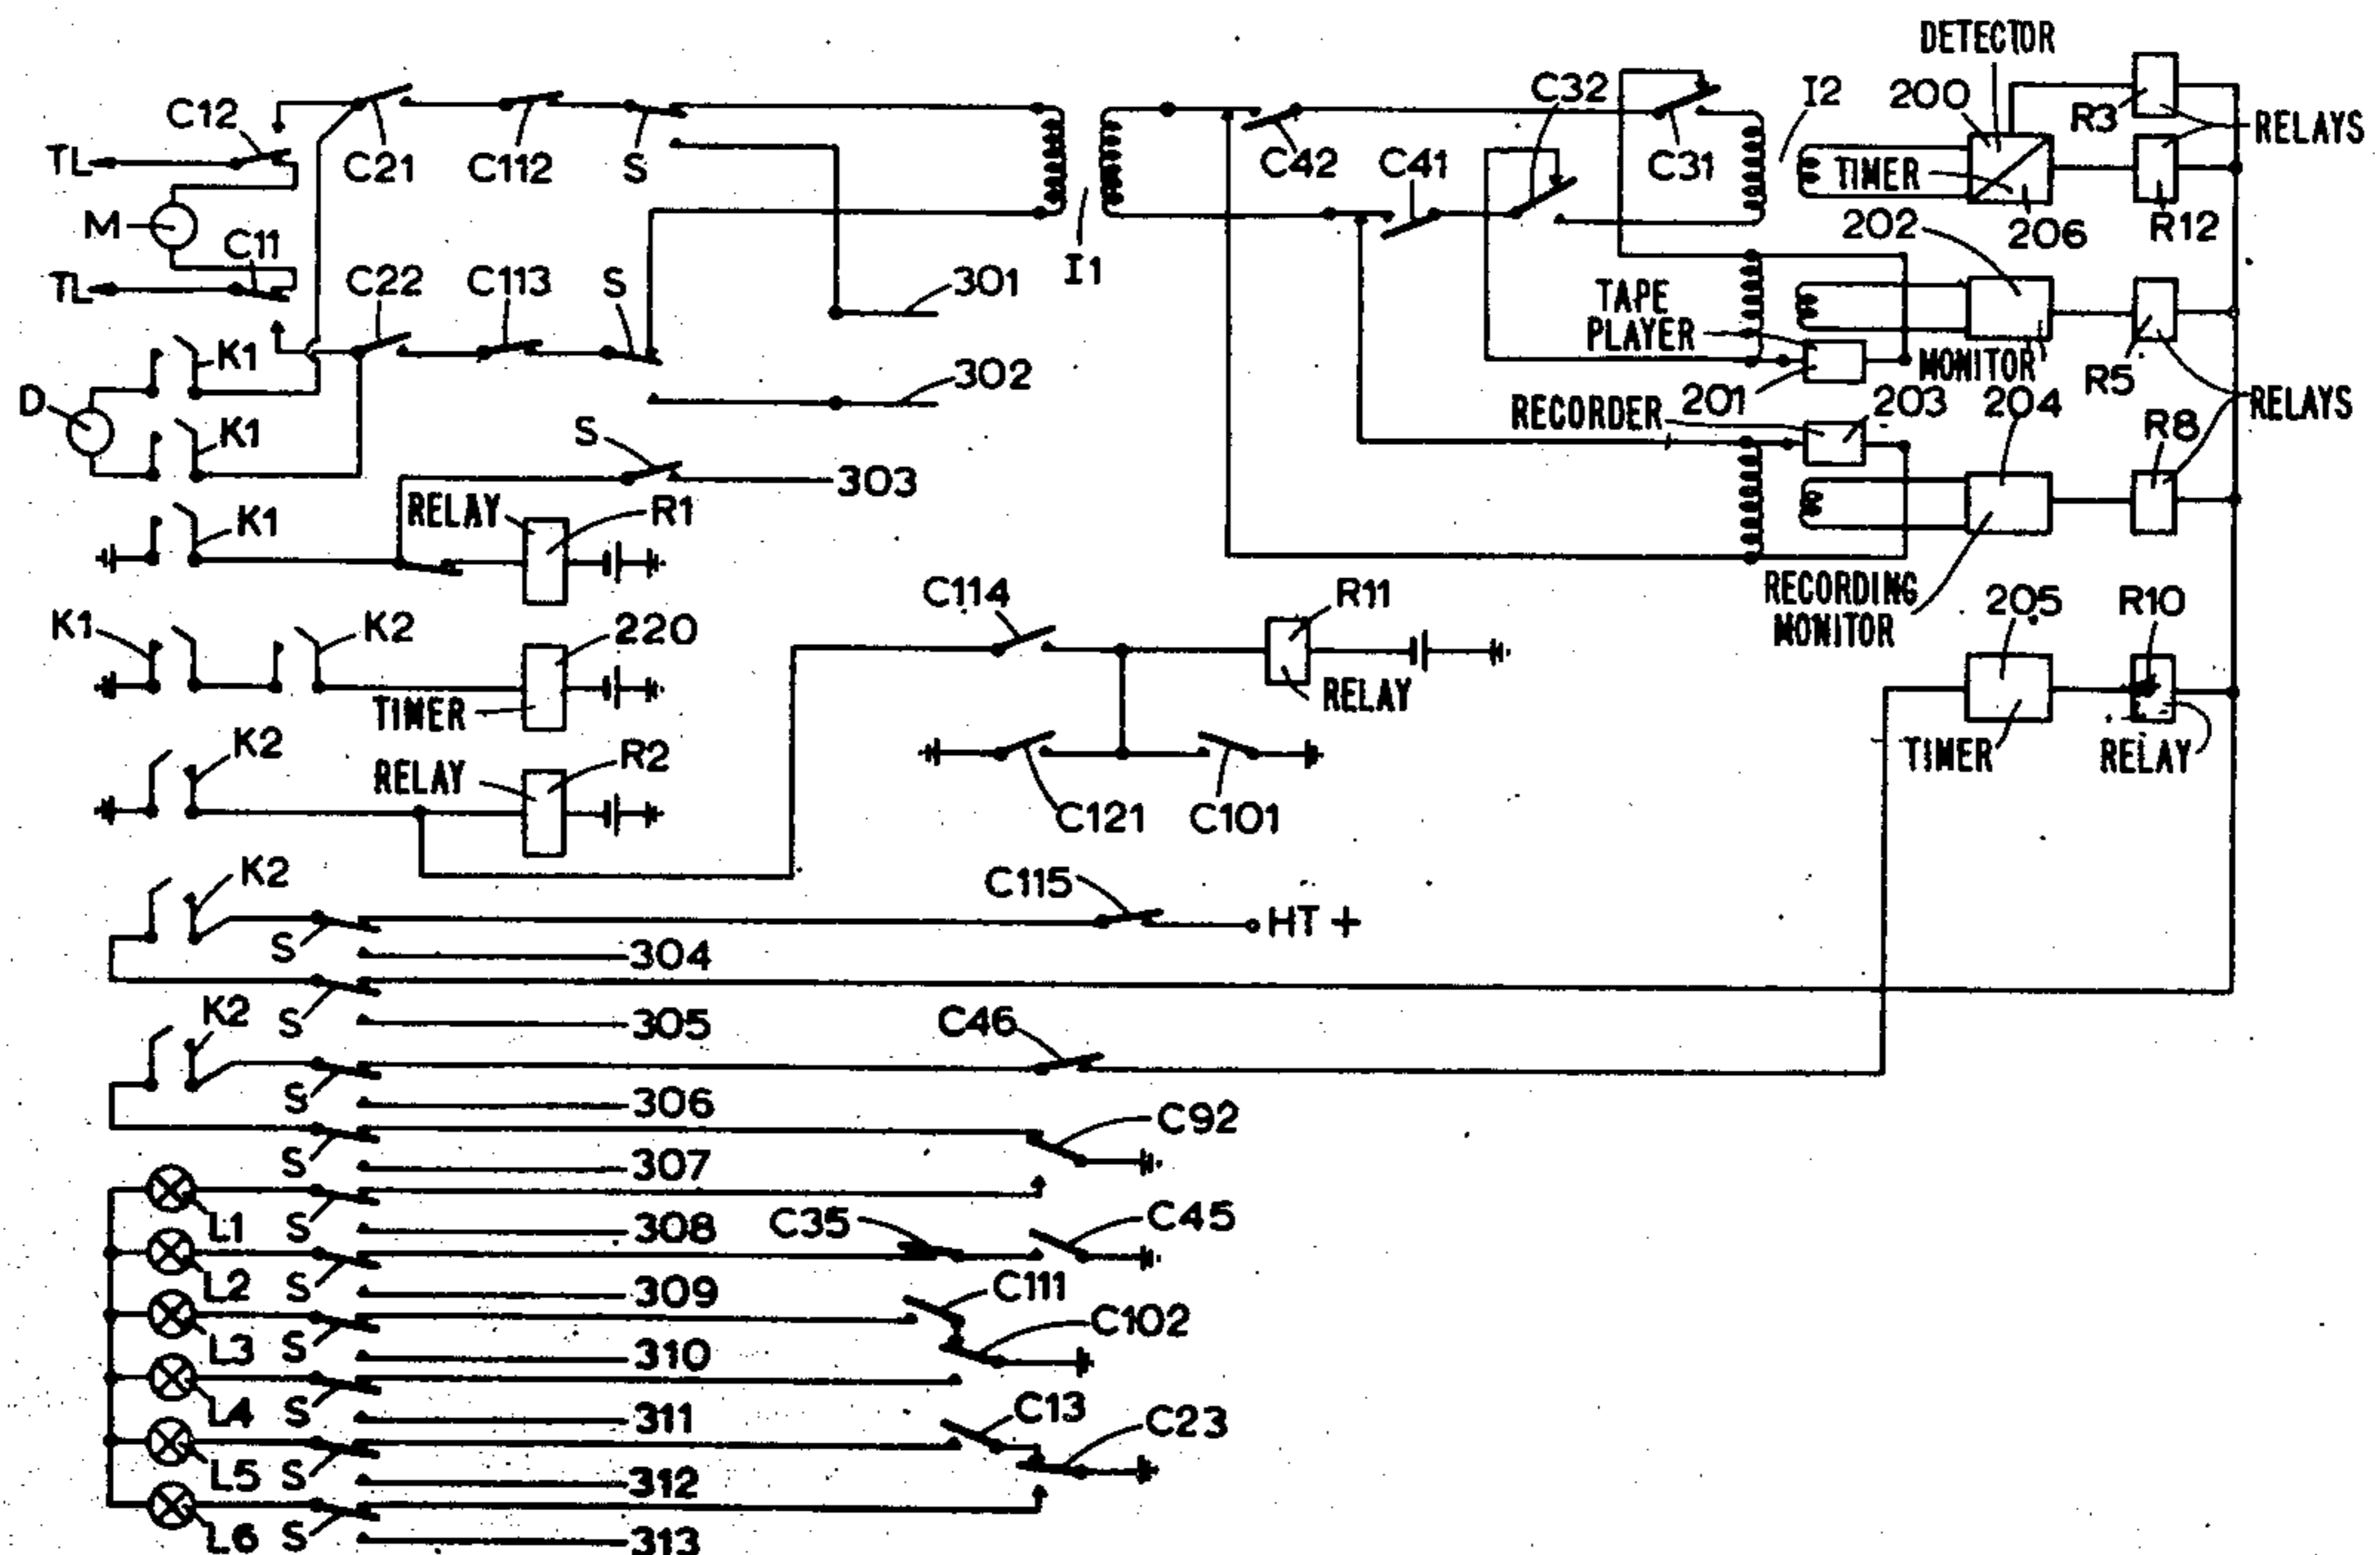 DETECTOR
C12
C32
I2
200
R3
RELAYS
TL
C21
C112
S
C42
C41
C31
TIMER
M
C11
202
206
R12
TL
C22
C113
S
301
I1
TAPE
PLAYER
K1
MONITOR
R5
D
302
201
203
204
RELAYS
K1
S
RECORDER
R8
303
K1
RELAY
R1
C114
R11
RECORDING
MONITOR
205
R10
K1
K2
220
TIMER
RELAY
K2
RELAY
R2
C121
C101
TIMER
RELAY
K2
C115
HT +
S
304
K2
S
305
C46
S
306
C92
S
307
L1
S
308
C35
C45
L2
S
309
C111
L3
S
310
C102
L4
S
311
C13
C23
L5
S
312
L6
S
313